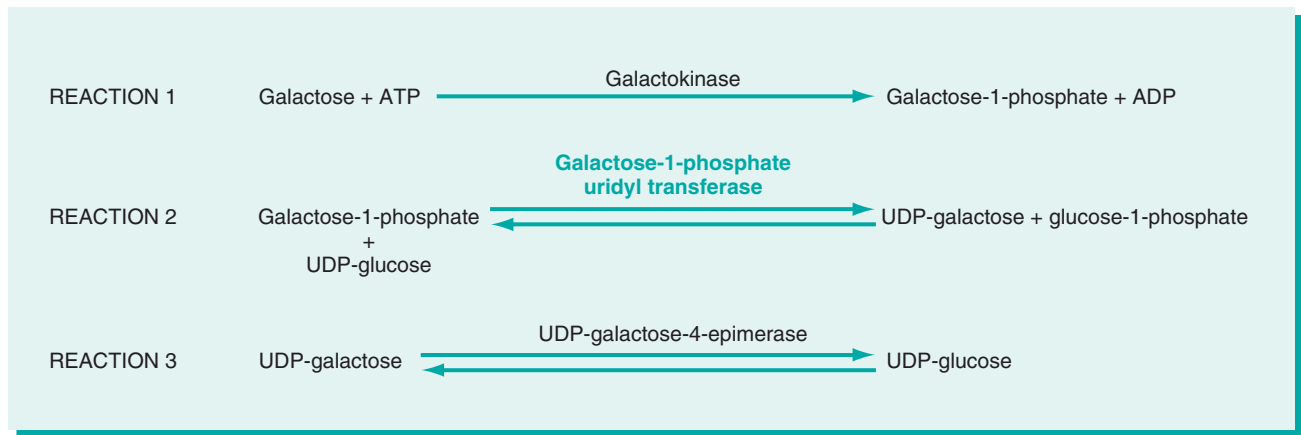 Galactokinase
REACTION 1 Galactose + ATP Galactose-1-phosphate + ADP
Galactose-1-phosphate
uridyl transferase
REACTION 2 Galactose-1-phosphate UDP-galactose + glucose-1-phosphate
+
UDP-glucose
UDP-galactose-4-epimerase
REACTION 3 UDP-galactose UDP-glucose